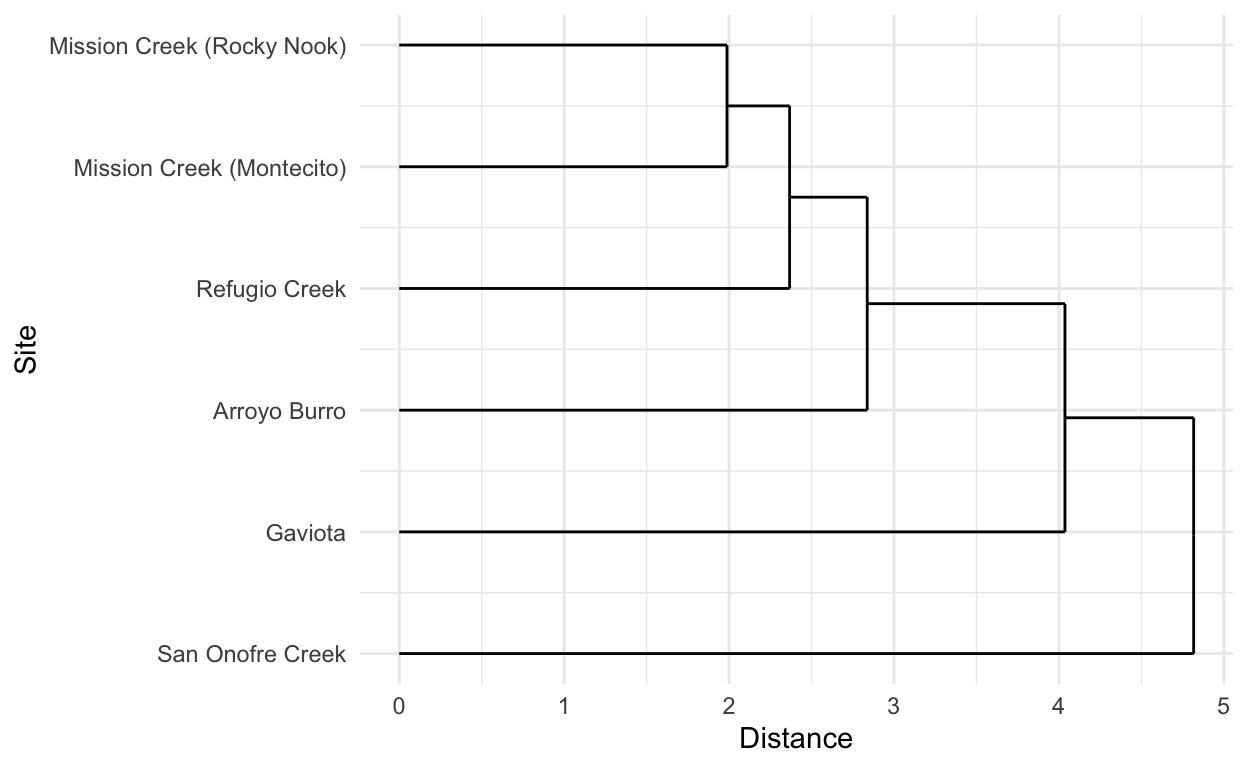 Mission Creek (Rocky Nook)
Mission Creek (Montecito)
Refugio Creek
Site
Arroyo Burro
Gaviota
San Onofre Creek
0 1 2 3 4 5
Distance